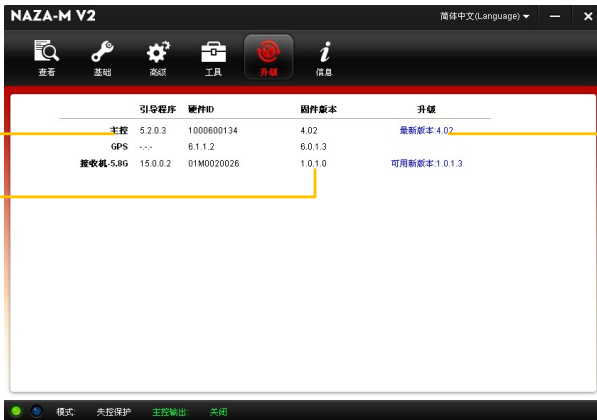 NAZA-M V2 简体中文(Language)
查看 基础 高级 工具 升级 信息
引导程序 硬件ID 固件版本 升级
主控 5.2.0.3 1000600134 4.02 最新版本:4.02
GPS -.-.- 6.1.1.2 6.0.1.3
接收机-5.8G 15.0.0.2 01M0020026 1.0.1.0 可用新版本:1.0.1.3
模式: 失控保护 主控输出: 关闭